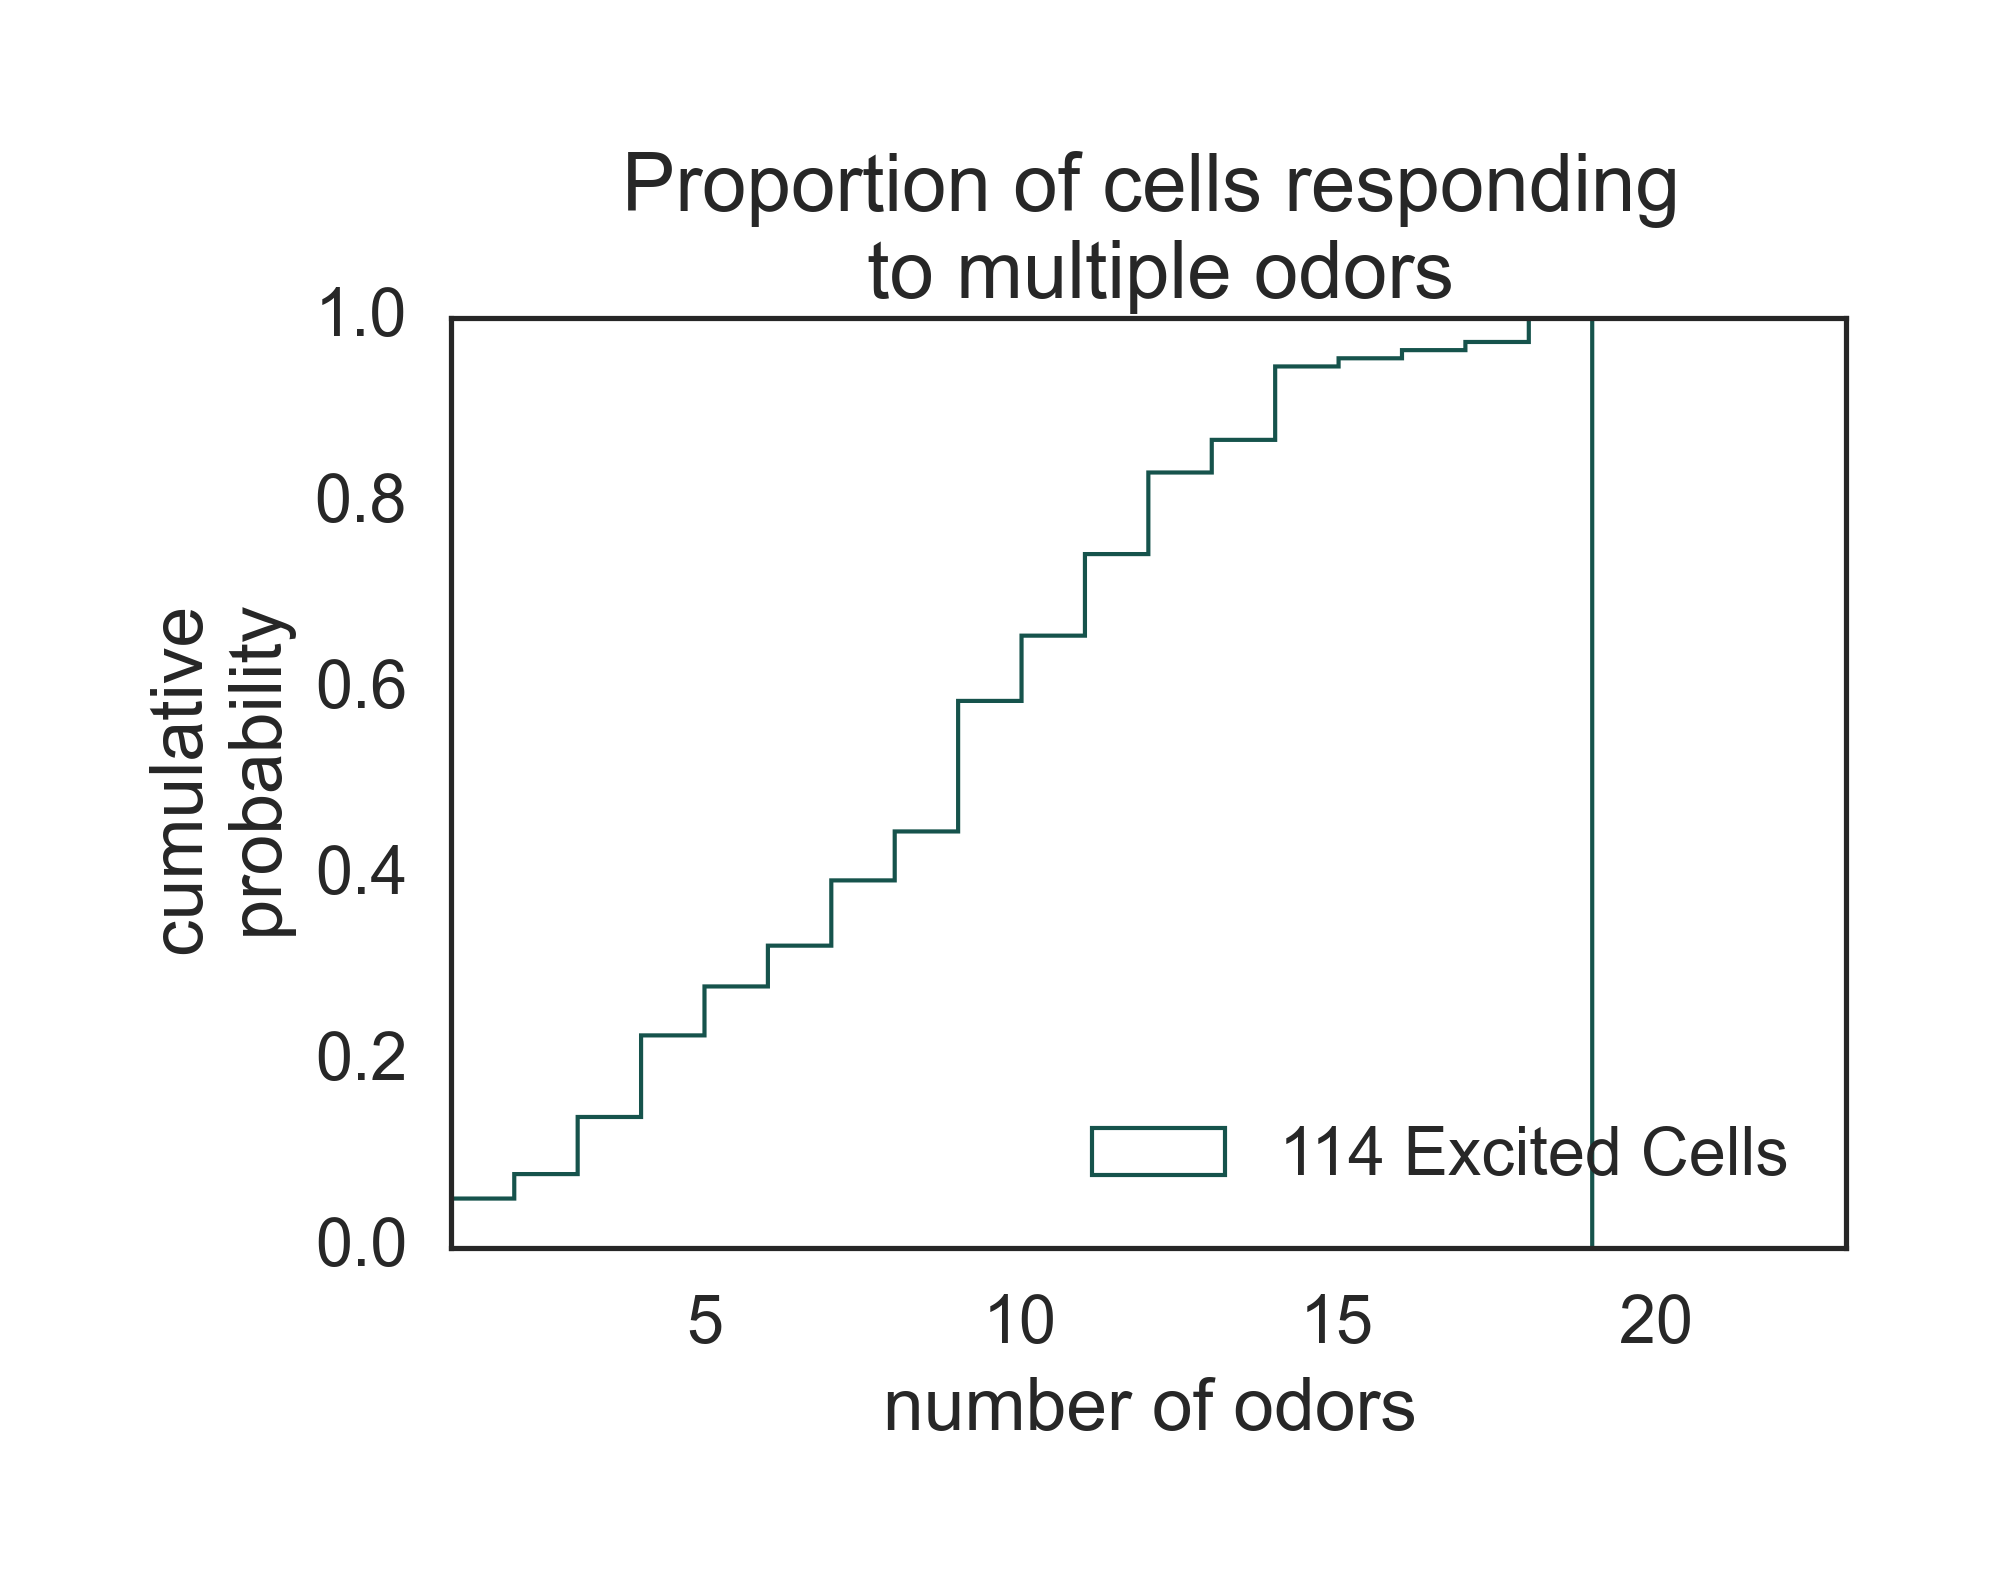 Proportion of cells responding
to multiple odors
1.0
0.8
0.6
0.4
0.2
0.0
cumulative
probability
114 Excited Cells
5 10 15 20
number of odors